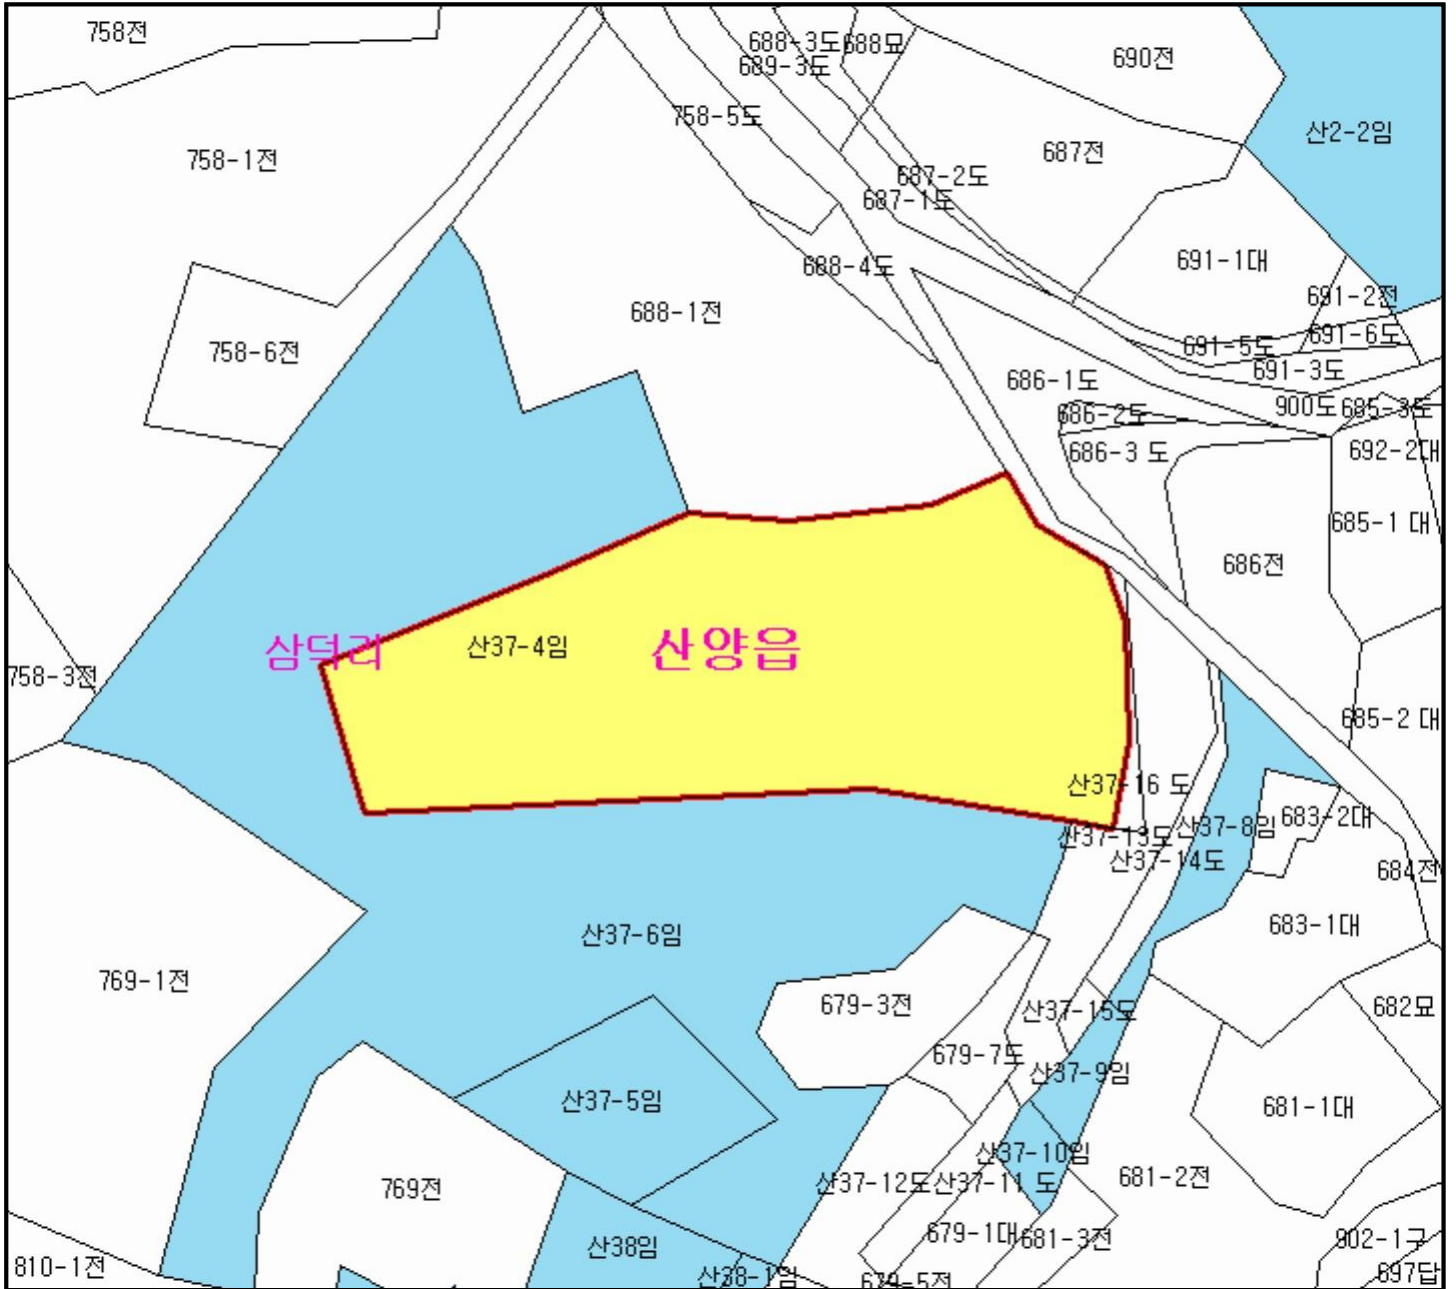 758전
688-3도
688묘
689-3도
690전
758-5도
산2-2임
758-1전
687전
687-2도
687-1도
691-1대
688-4도
691-2전
688-1전
691-6도
691-5도
758-6전
691-3도
686-1도
900도
685-3도
686-2도
692-2대
686-3 도
685-1 대
686전
삼덕리
산37-4임
산양읍
758-3전
685-2 대
산37-16 도
산37-8임
683-2대
산37-13도
산37-14도
684전
683-1대
산37-6임
769-1전
679-3전
산37-15도
682묘
679-7도
산37-9임
산37-5임
681-1대
산37-10임
681-2전
산37-12도
산37-11 도
769전
679-1대
681-3전
902-1구
산38임
810-1전
산38-1임
697답
679-5전